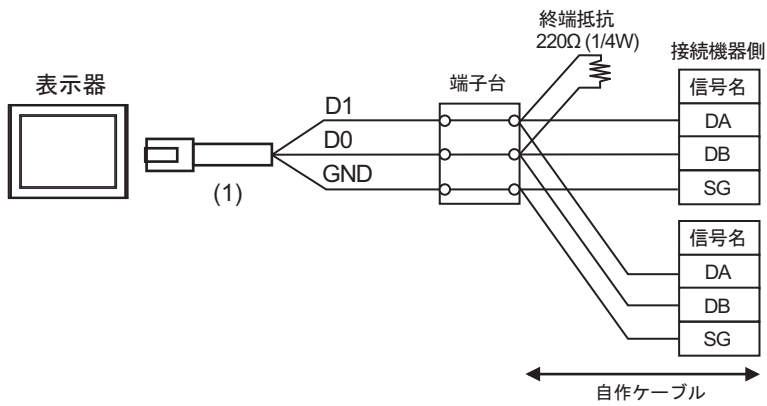 終端抵抗
220Ω (1/4W)
接続機器側
表示器
端子台
信号名
D1
DA
D0
DB
GND
SG
(1)
信号名
DA
DB
SG
自作ケーブル